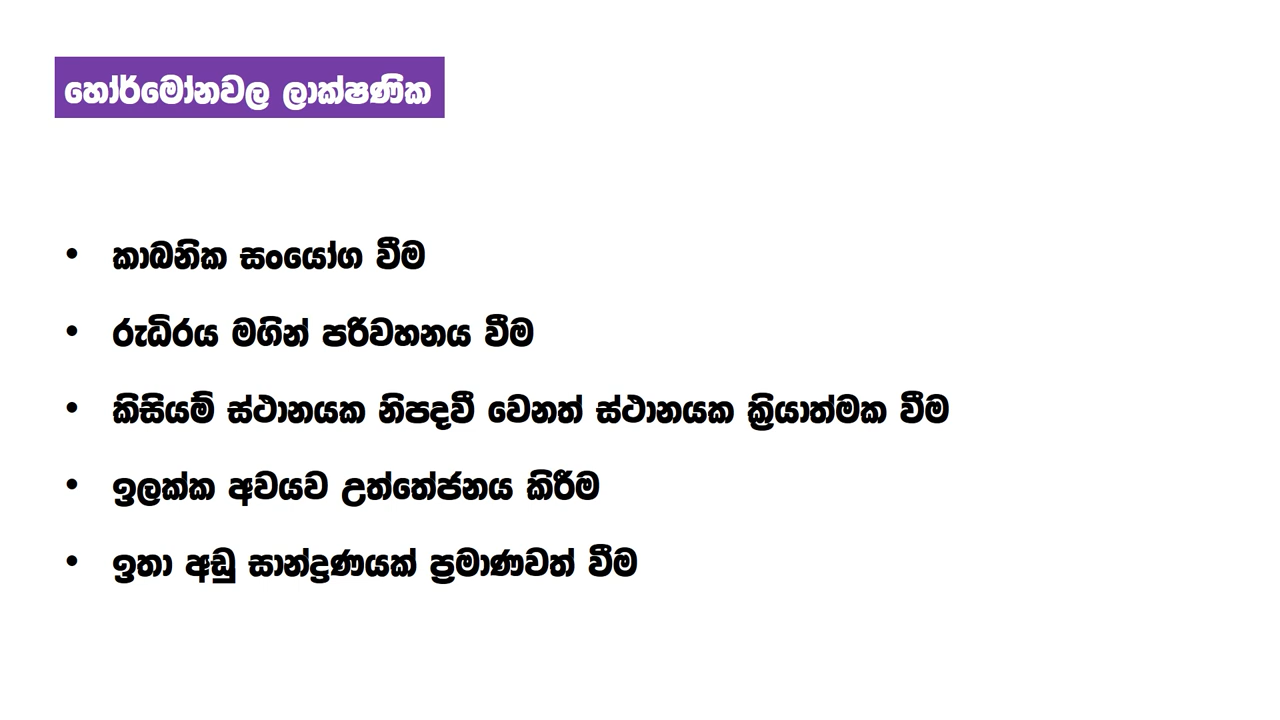 හෝර්මෝනවල ලාක්ෂණික
• කාබනික සංයෝග වීම
• රුධිරය මගින් පරිවහනය වීම
• කිසියම් ස්ථානයක නිපදවී වෙනත් ස්ථානයක ක්‍රියාත්මක වීම
• ඉලක්ක අවයව උත්තේජනය කිරීම
• ඉතා අඩු සාන්ද්‍රණයක් ප්‍රමාණවත් වීම